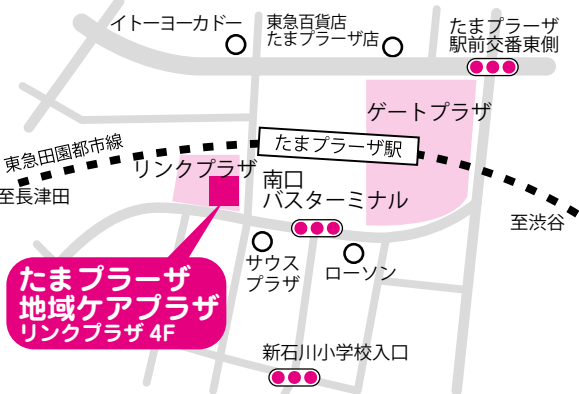 イトーヨーカドー
東急百貨店
たまプラーザ店
たまプラーザ
駅前交番東側
ゲートプラザ
東急田園都市線
たまプラーザ駅
リンクプラザ
至長津田
南口
バスターミナル
至渋谷
サウス
プラザ
ローソン
たまプラーザ
地域ケアプラザ
リンクプラザ 4F
新石川小学校入口